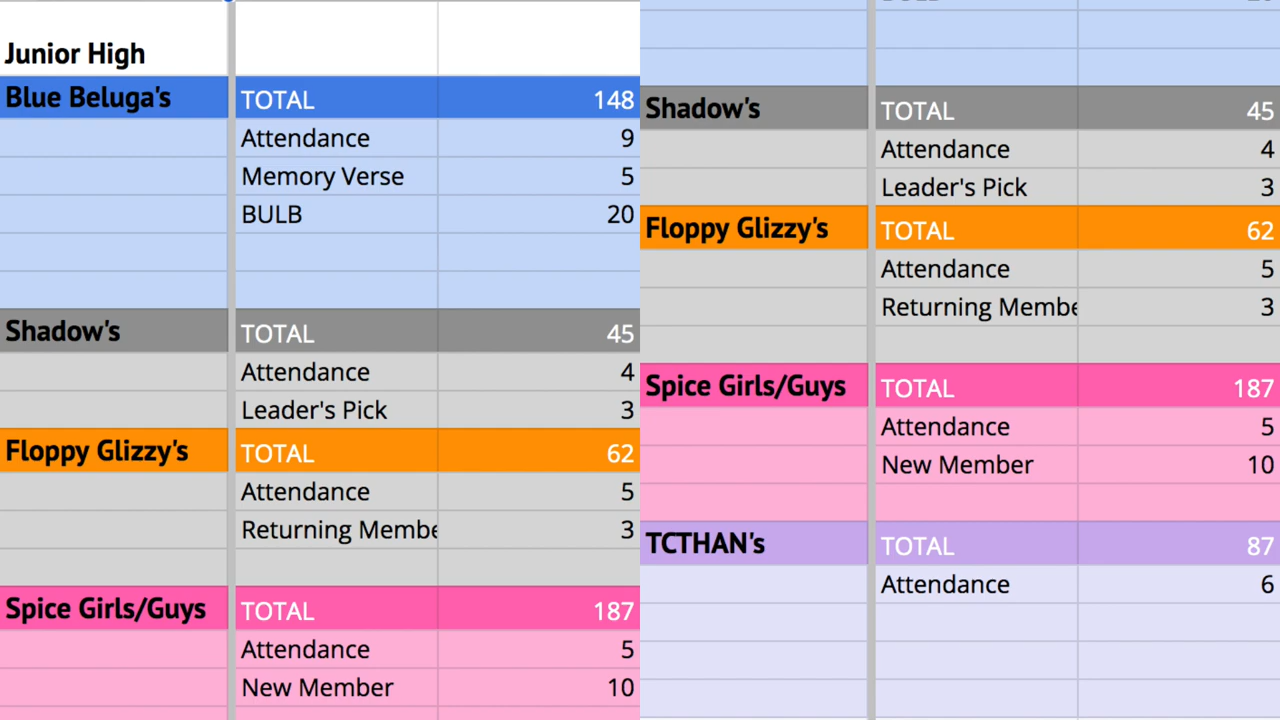 Junior High
Blue Beluga's TOTAL 148
Attendance 9
Memory Verse 5
BULB 20
Shadow's TOTAL 45
Attendance 4
Leader's Pick 3
Floppy Glizzy's TOTAL 62
Attendance 5
Returning Membe 3
Spice Girls/Guys TOTAL 187
Attendance 5
New Member 10
Shadow's TOTAL 45
Attendance 4
Leader's Pick 3
Floppy Glizzy's TOTAL 62
Attendance 5
Returning Membe 3
Spice Girls/Guys TOTAL 187
Attendance 5
New Member 10
TCTHAN's TOTAL 87
Attendance 6